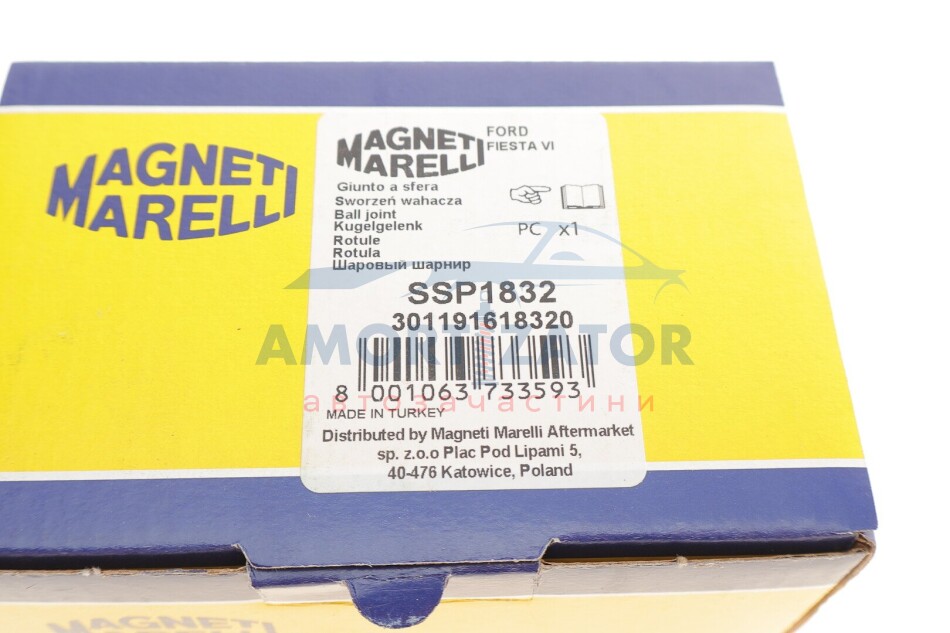 MAGNETI
MARELLI
MAGNETI
MARELLI
FORD
FIESTA VI
Giunto a sfera
Sworzeń wahacza
Ball joint
Kugelgelenk
Rotule
Rotula
Шаровый шарнир
PC x1
SSP1832
301191618320
AMORTIZATOR
8 001063 733593
автозапчастини
MADE IN TURKEY
Distributed by Magneti Marelli Aftermarket
sp. z.o.o Plac Pod Lipami 5,
40-476 Katowice, Poland
MAGNETI